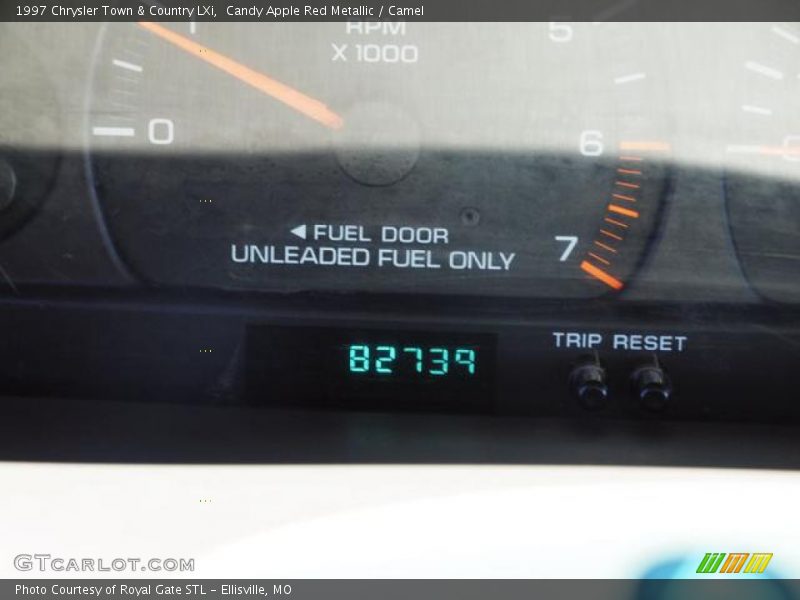 1997 Chrysler Town & Country LXi, Candy Apple Red Metallic / Camel
1
RPM
5
X 1000
0
6
◄ FUEL DOOR
7
UNLEADED FUEL ONLY
TRIP RESET
82739
GTCARLOT.COM
Photo Courtesy of Royal Gate STL – Ellisville, MO